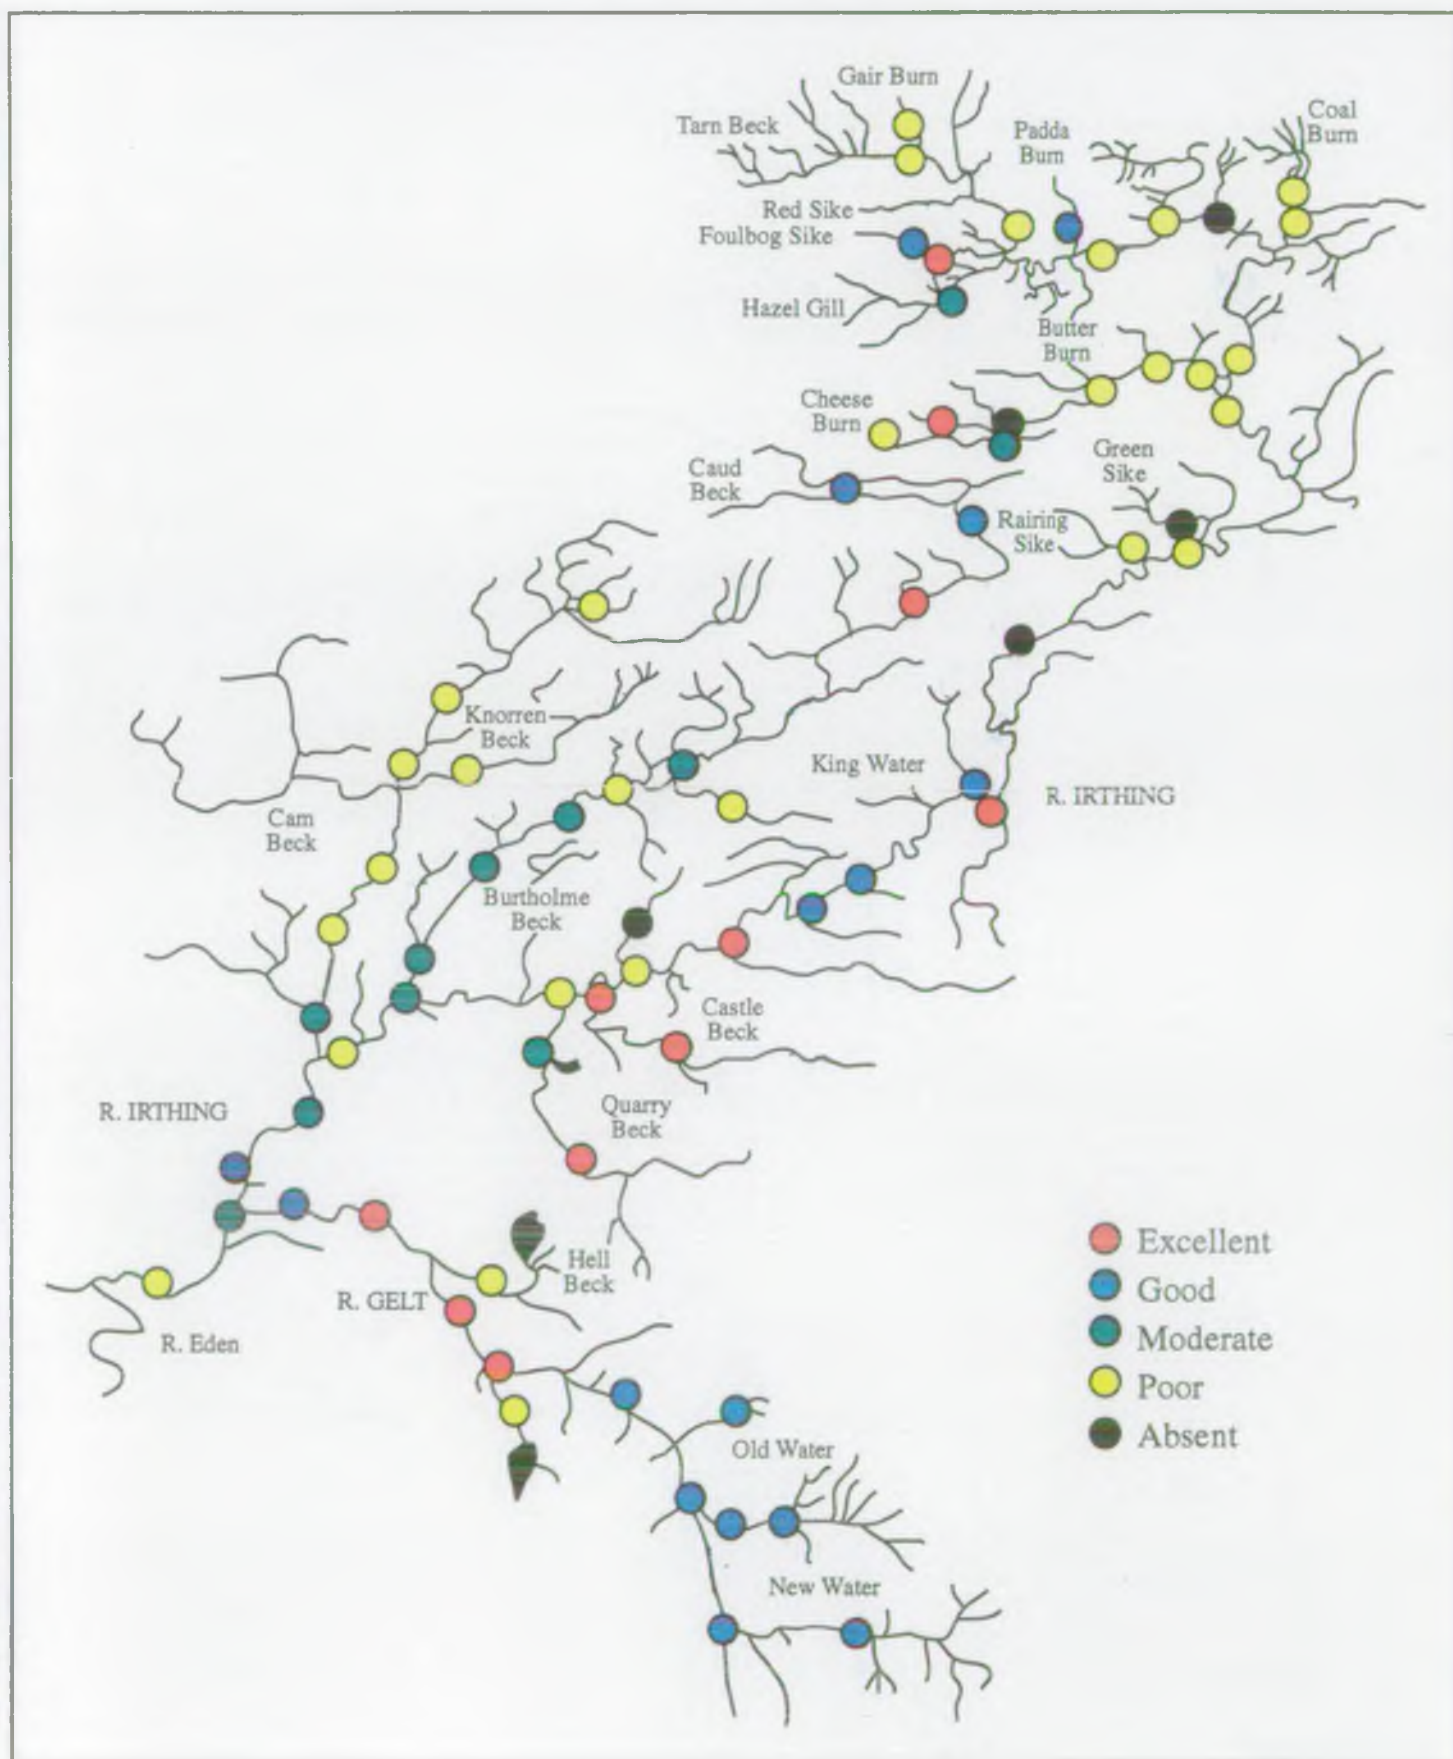 Gair Burn
Tarn Beck
Coal
Burn
Padda
Burn
Red Sike
Foulbog Sike
Hazel Gill
Butter
Burn
Cheese
Burn
Green
Sike
Caud
Beck
Rairing
Sike
Knorren
Beck
King Water
R. IRTHING
Cam
Beck
Burtholme
Beck
Castle
Beck
R. IRTHING
Quarry
Beck
Hell
Beck
R. GELT
R. Eden
Excellent
Good
Moderate
Poor
Absent
Old Water
New Water